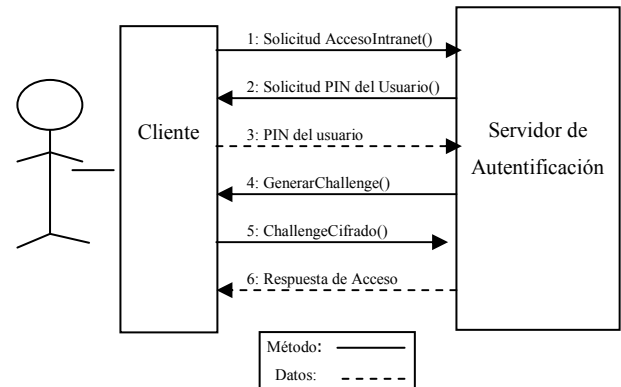 1: Solicitud AccesoIntranet()
2: Solicitud PIN del Usuario()
Cliente
3: PIN del usuario
Servidor de
Autentificación
4: GenerarChallenge()
5: ChallengeCifrado()
6: Respuesta de Acceso
Método:
Datos: